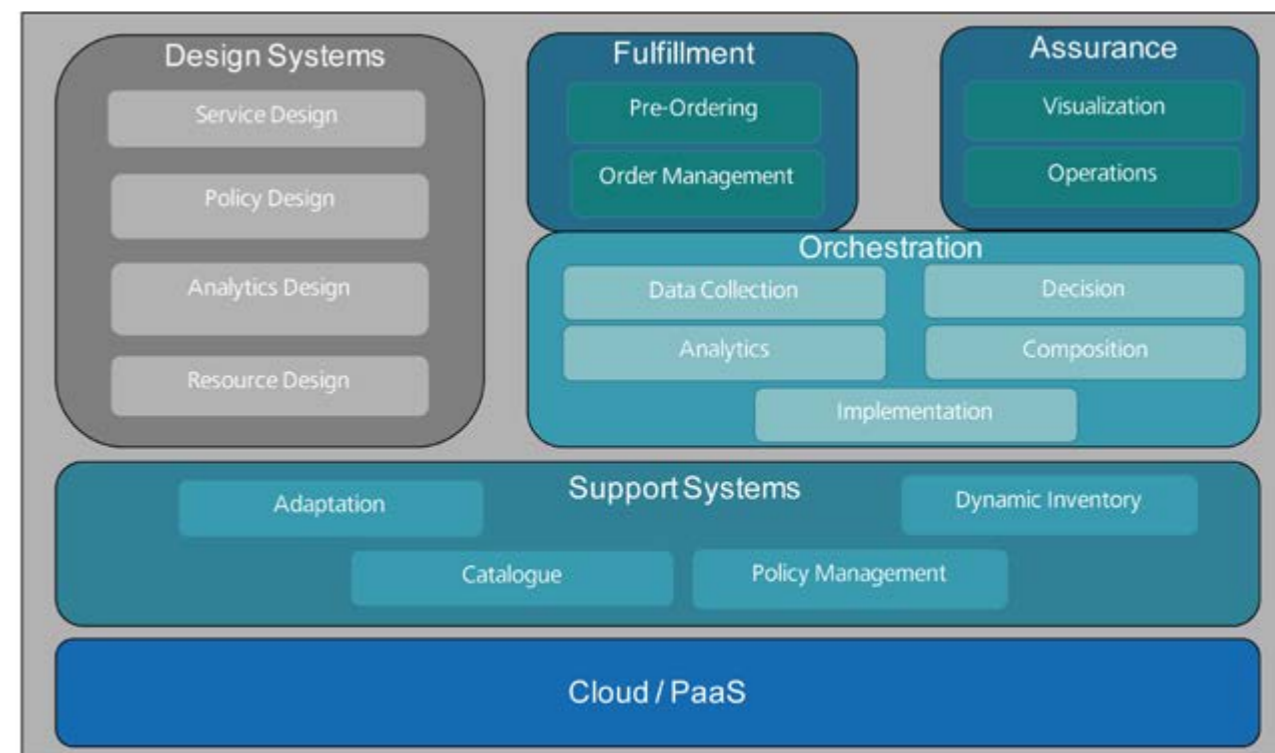 Design Systems
Service Design
Policy Design
Analytics Design
Resource Design
Fulfillment
Pre-Ordering
Order Management
Assurance
Visualization
Operations
Orchestration
Data Collection
Decision
Analytics
Composition
Implementation
Support Systems
Adaptation
Dynamic Inventory
Catalogue
Policy Management
Cloud / PaaS